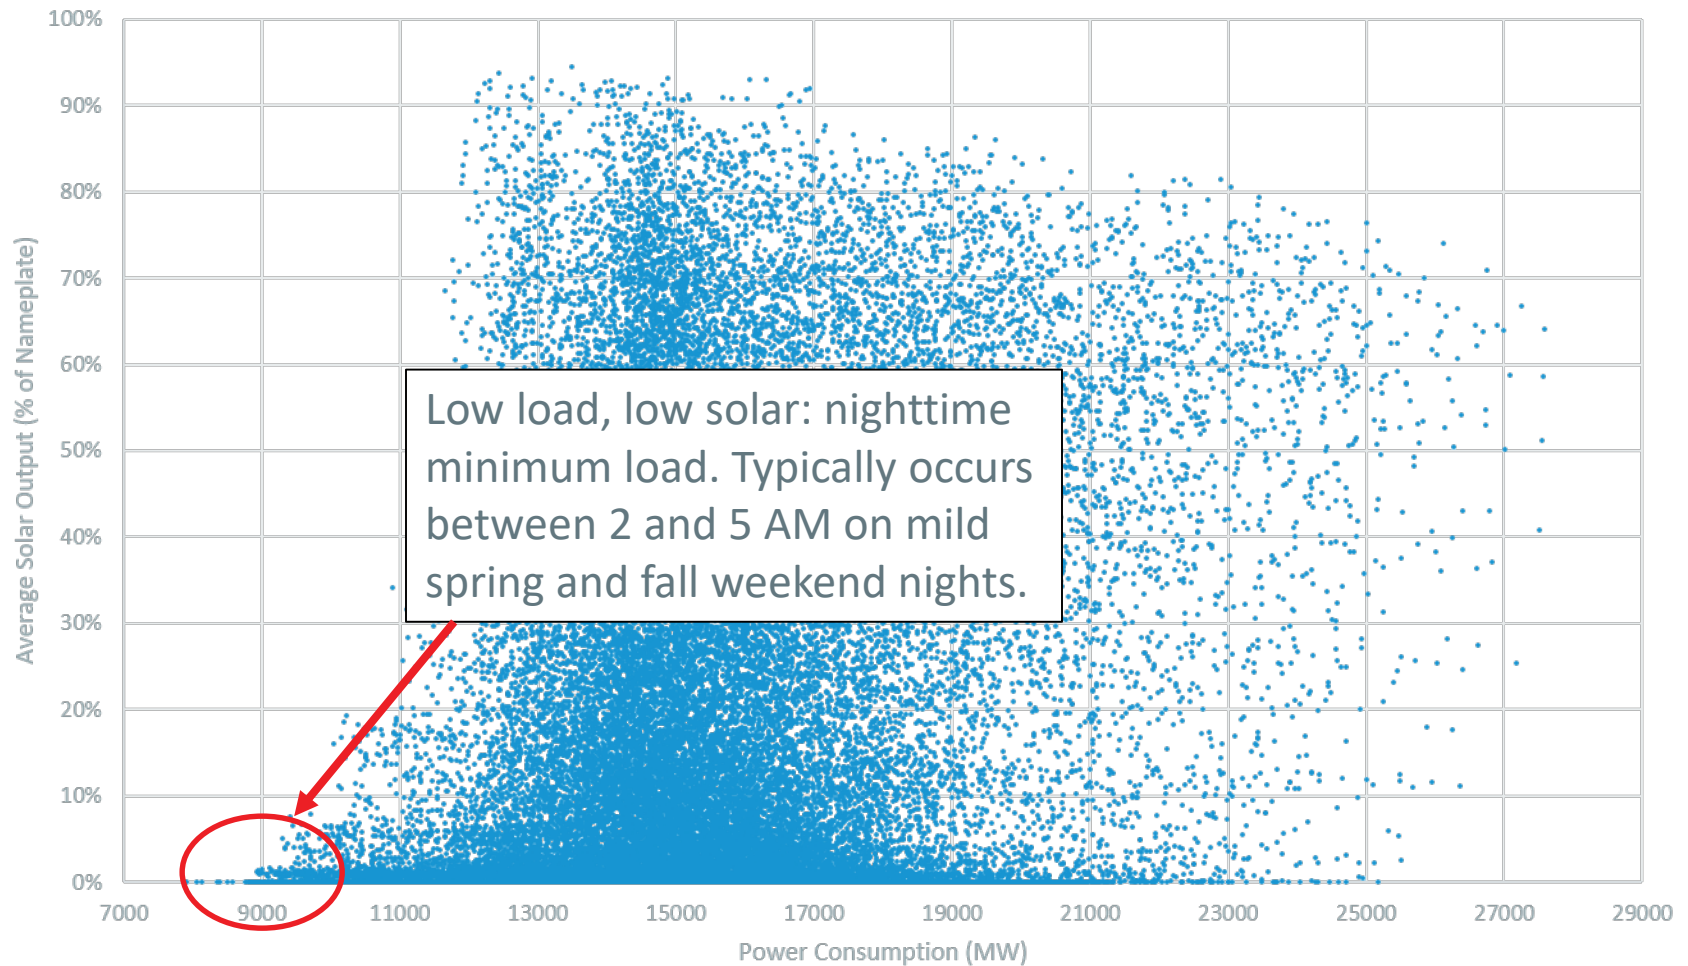 100%
90%
80%
70%
60%
50%
40%
30%
20%
10%
0%
Average Solar Output (% of Nameplate)
Low load, low solar: nighttime
minimum load. Typically occurs
between 2 and 5 AM on mild
spring and fall weekend nights.
7000 9000 11000 13000 15000 17000 19000 21000 23000 25000 27000 29000
Power Consumption (MW)